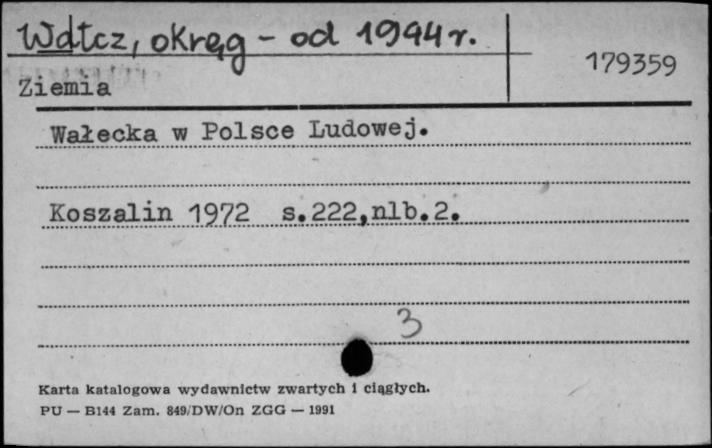 Wałcz, okręg - od 1944r.
179359
Ziemia
Wałecka w Polsce Ludowej.
Koszalin 1972 s.222,nlb.2.
3
Karta katalogowa wydawnictw zwartych i ciągłych.
PU — B144 Zam. 849/DW/On ZGG — 1991